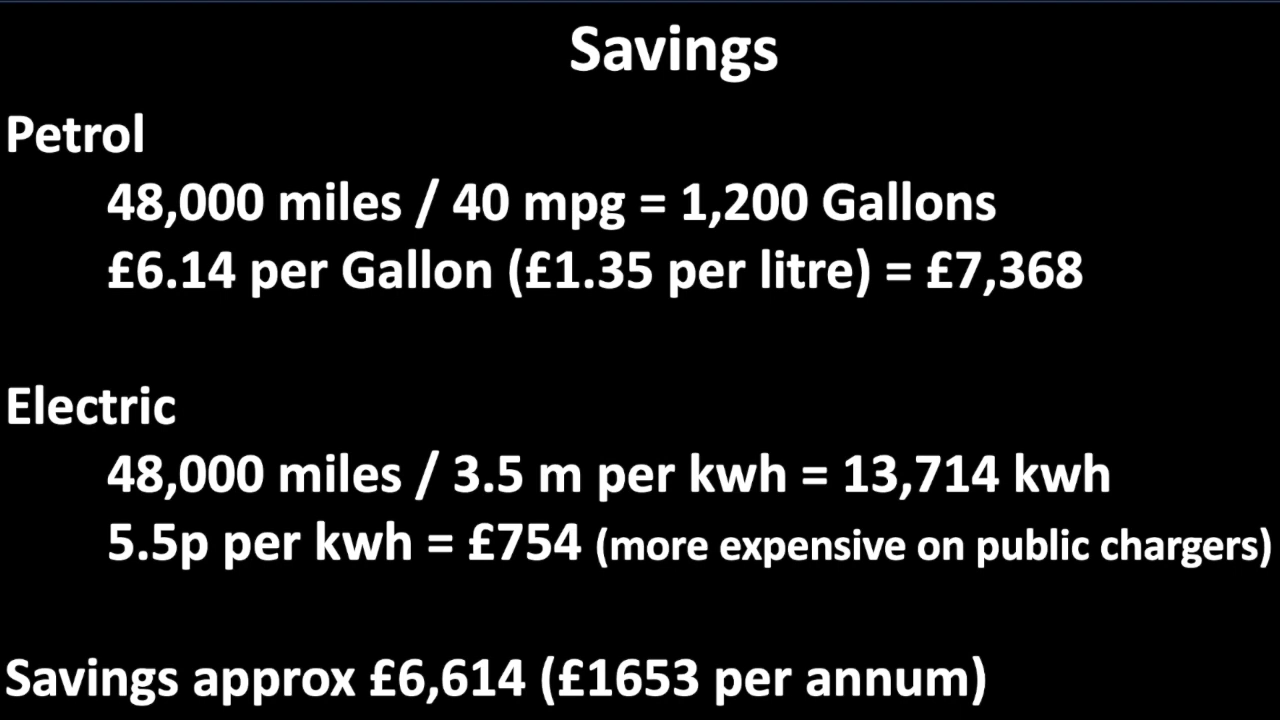 Savings
Petrol
48,000 miles / 40 mpg = 1,200 Gallons
£6.14 per Gallon (£1.35 per litre) = £7,368
Electric
48,000 miles / 3.5 m per kwh = 13,714 kwh
5.5p per kwh = £754 (more expensive on public chargers)
Savings approx £6,614 (£1653 per annum)